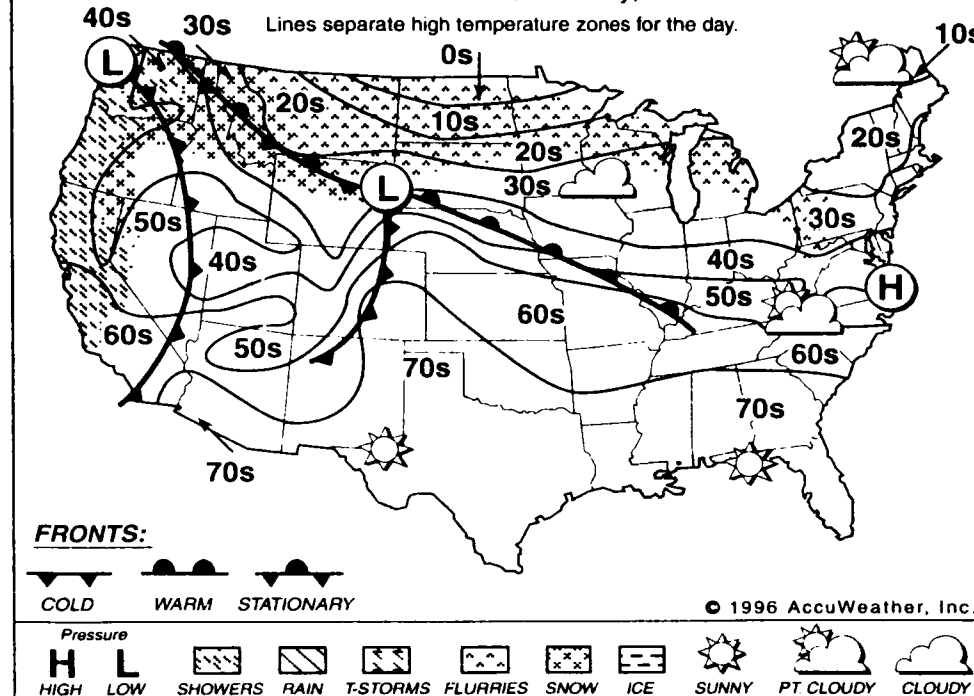 Lines separate high temperature zones for the day.
40s
30s
0s
10s
L
20s
10s
20s
20s
L
30s
30s
50s
40s
40s
50s
H
60s
60s
50s
60s
70s
70s
70s
FRONTS:
COLD WARM STATIONARY
© 1996 AccuWeather, Inc.
Pressure
H L
HIGH LOW SHOWERS RAIN T-STORMS FLURRIES SNOW ICE SUNNY PT. CLOUDY CLOUDY